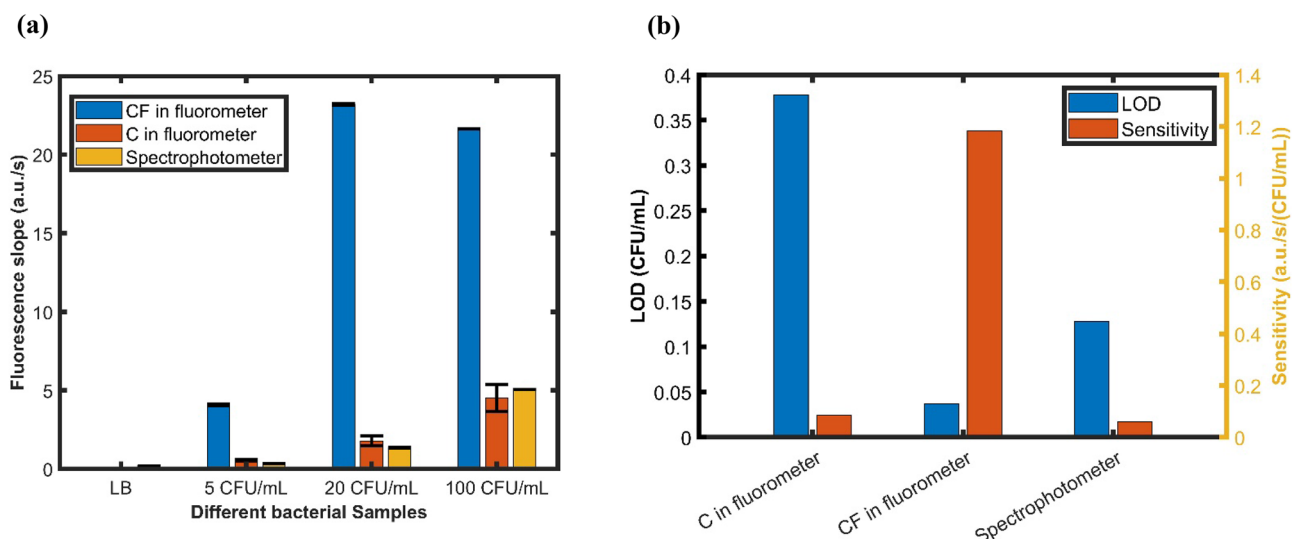 (a)
25
20
15
10
5
0
Fluorescence slope (a.u./s)
CF in fluorometer
C in fluorometer
Spectrophotometer
LB
5 CFU/mL
20 CFU/mL
100 CFU/mL
Different bacterial Samples
(b)
0.4
0.35
0.3
0.25
0.2
0.15
0.1
0.05
0
LOD (CFU/mL)
LOD
Sensitivity
1.4
1.2
1
0.8
0.6
0.4
0.2
0
Sensitivity (a.u./s/(CFU/mL))
C in fluorometer
CF in fluorometer
Spectrophotometer